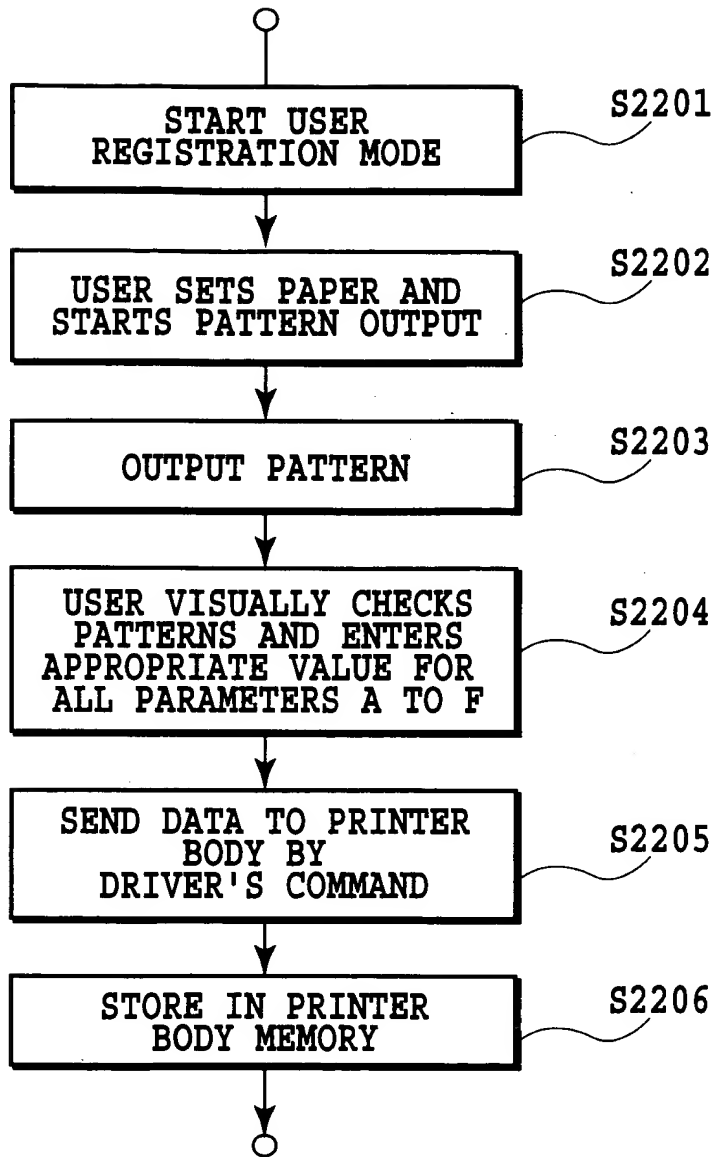 START USER
REGISTRATION MODE
S2201
USER SETS PAPER AND
STARTS PATTERN OUTPUT
S2202
OUTPUT PATTERN
S2203
USER VISUALLY CHECKS
PATTERNS AND ENTERS
APPROPRIATE VALUE FOR
ALL PARAMETERS A TO F
S2204
SEND DATA TO PRINTER
BODY BY
DRIVER'S COMMAND
S2205
STORE IN PRINTER
BODY MEMORY
S2206